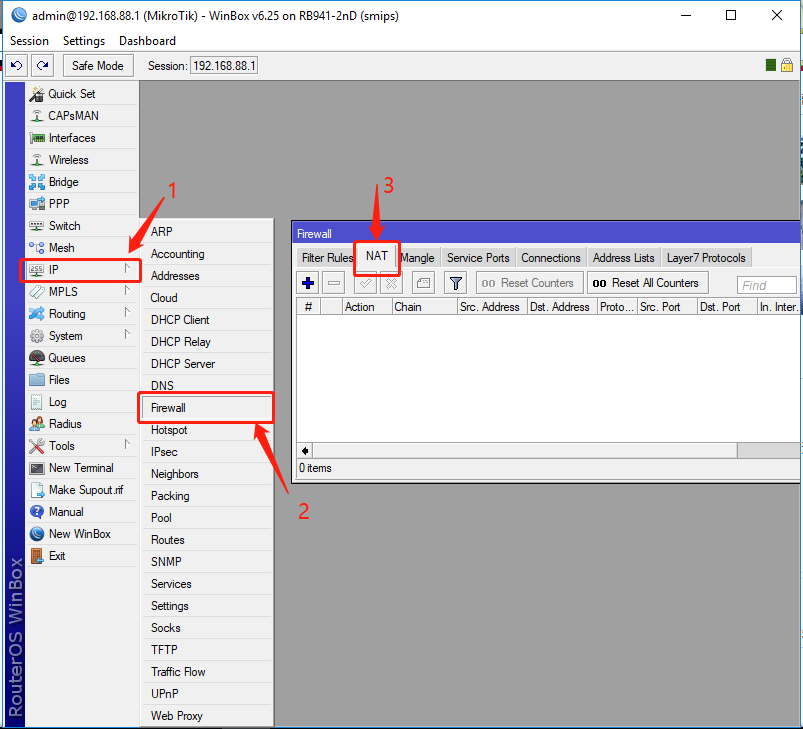 admin@192.168.88.1 (MikroTik) - WinBox v6.25 on RB941-2nD (smips)
Session Settings Dashboard
Safe Mode Session: 192.168.88.1
Quick Set
CAPsMAN
Interfaces
Wireless
Bridge
PPP
Switch
Mesh
IP
MPLS
Routing
System
Queues
Files
Log
Radius
Tools
New Terminal
Make Supout.rif
Manual
New WinBox
Exit
RouterOS WinBox
1
ARP
Accounting
Addresses
Cloud
DHCP Client
DHCP Relay
DHCP Server
DNS
Firewall
Hotspot
IPsec
Neighbors
Packing
Pool
Routes
SNMP
Services
Settings
Socks
TFTP
Traffic Flow
UPnP
Web Proxy
2
3
Firewall
Filter Rules NAT Mangle Service Ports Connections Address Lists Layer7 Protocols
00 Reset Counters 00 Reset All Counters Find
# Action Chain Src. Address Dst. Address Proto... Src. Port Dst. Port In. Inter.
0 items